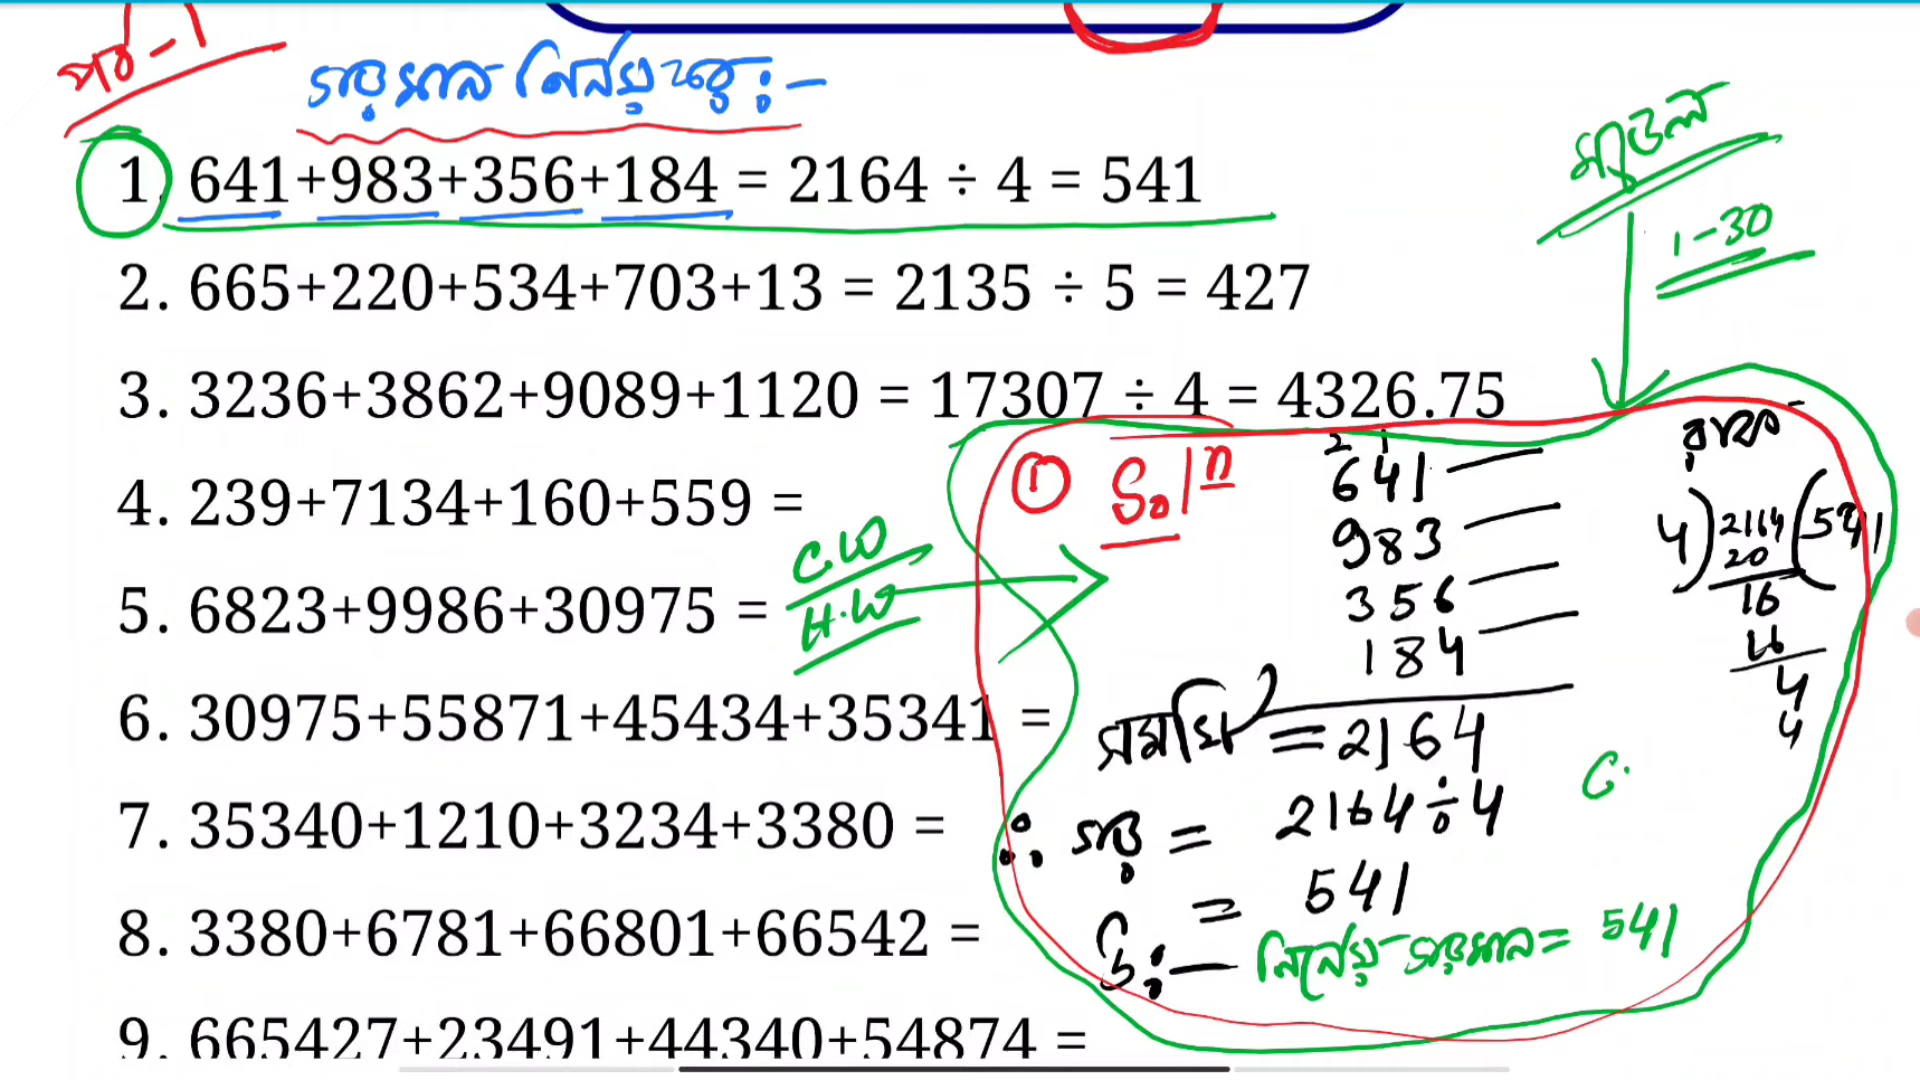 পার্ট-1
গড়মান নির্ণয় করুন :-
1. 641+983+356+184 = 2164 ÷ 4 = 541
2. 665+220+534+703+13 = 2135 ÷ 5 = 427
3. 3236+3862+9089+1120 = 17307 ÷ 4 = 4326.75
4. 239+7134+160+559 =
5. 6823+9986+30975 =
6. 30975+55871+45434+35341 =
7. 35340+1210+3234+3380 =
8. 3380+6781+66801+66542 =
9. 665427+23491+44340+54874 =
C.W
H.W
1-30
① Solⁿ
2 1
641
983
356
184
সমষ্টি = 2164
∴ গড় = 2164÷4
= 541
উ:- নির্ণেয় গড়মান = 541
রাফ-
4)2164(541
20
16
16
4
4